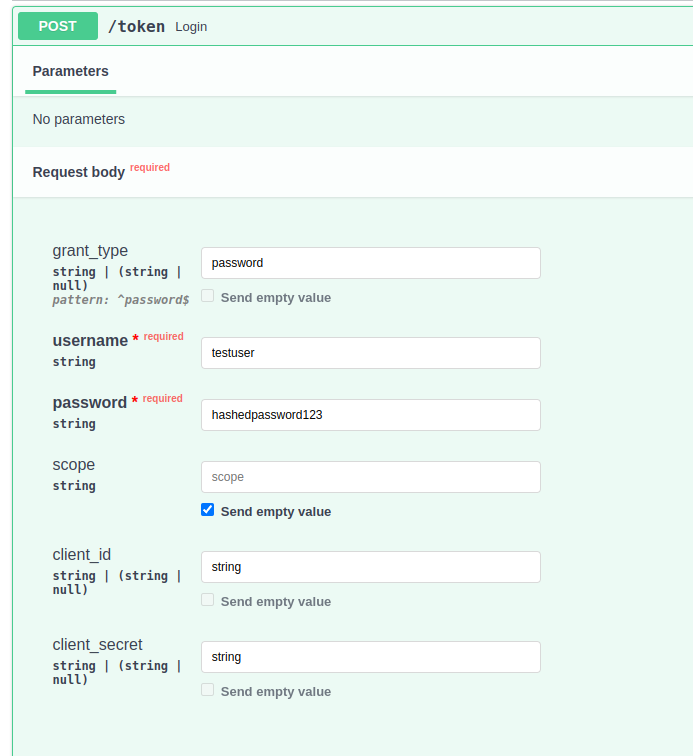 POST /token Login
Parameters
No parameters
Request body required
grant_type
string | (string |
null)
pattern: ^password$
password
Send empty value
username * required
string
testuser
password * required
string
hashedpassword123
scope
string
scope
Send empty value
client_id
string | (string |
null)
string
Send empty value
client_secret
string | (string |
null)
string
Send empty value